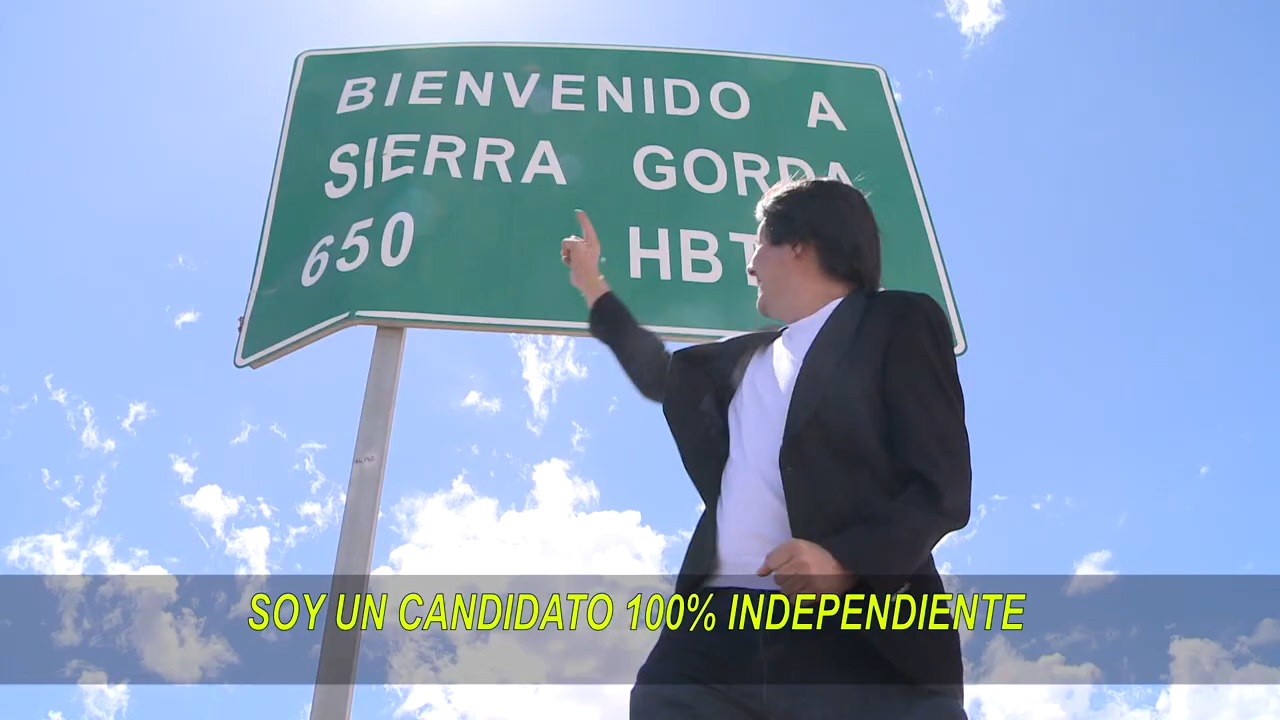 BIENVENIDO A
SIERRA GORDA
650 HBT
SOY UN CANDIDATO 100% INDEPENDIENTE